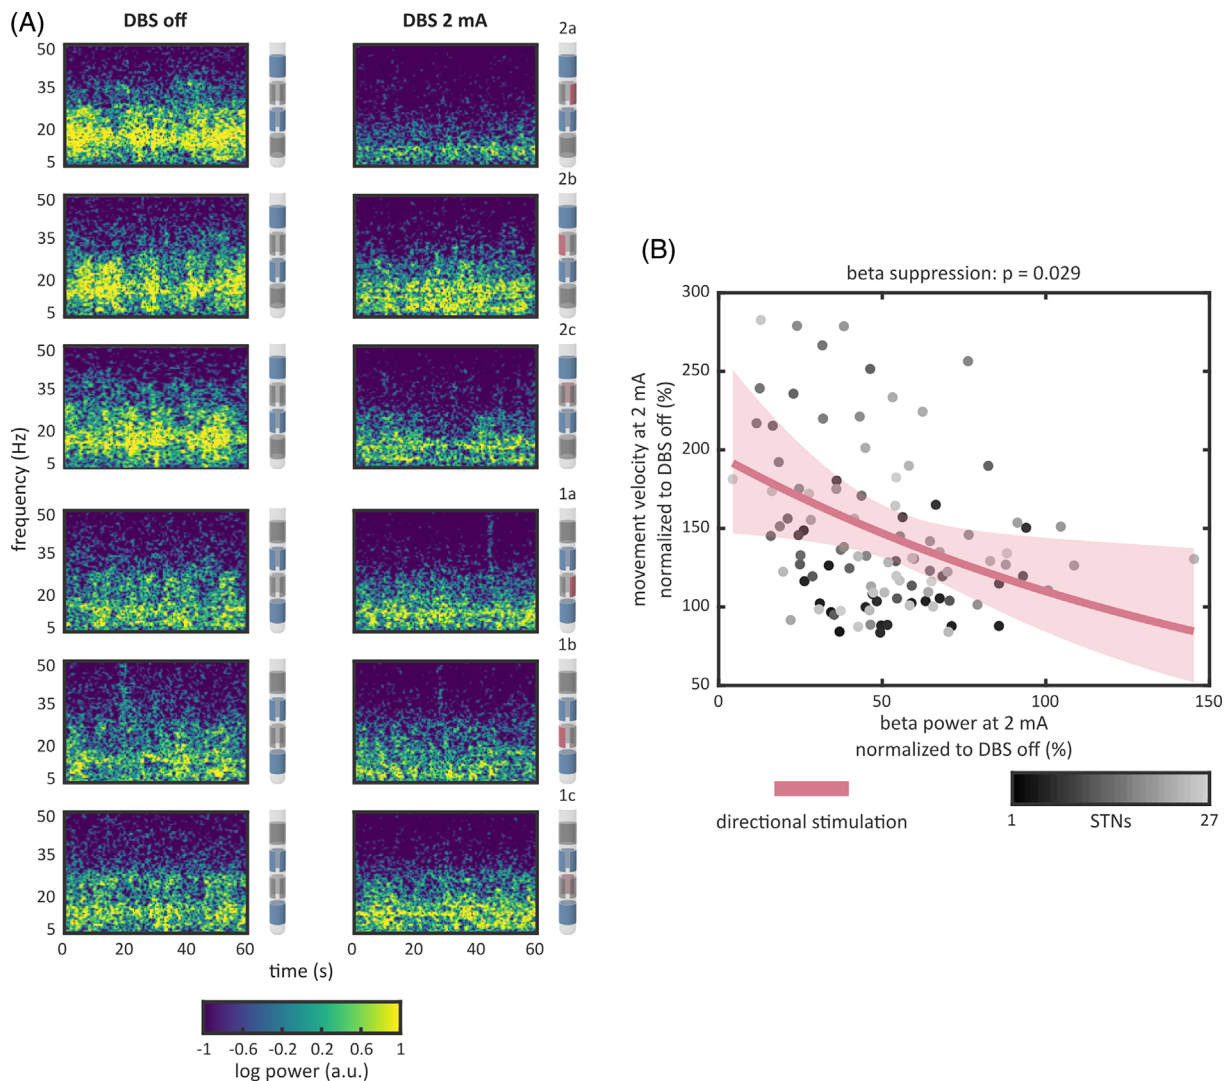 (A)
DBS off
DBS 2 mA
2a
50
35
20
5
2b
50
35
20
5
2c
50
35
20
5
1a
50
35
20
5
1b
50
35
20
5
1c
50
35
20
5
frequency (Hz)
0 20 40 60
0 20 40 60
time (s)
-1 -0.6 -0.2 0.2 0.6 1
log power (a.u.)
(B)
beta suppression: p = 0.029
300
250
200
150
100
50
movement velocity at 2 mA
normalized to DBS off (%)
0 50 100 150
beta power at 2 mA
normalized to DBS off (%)
directional stimulation
1 STNs 27